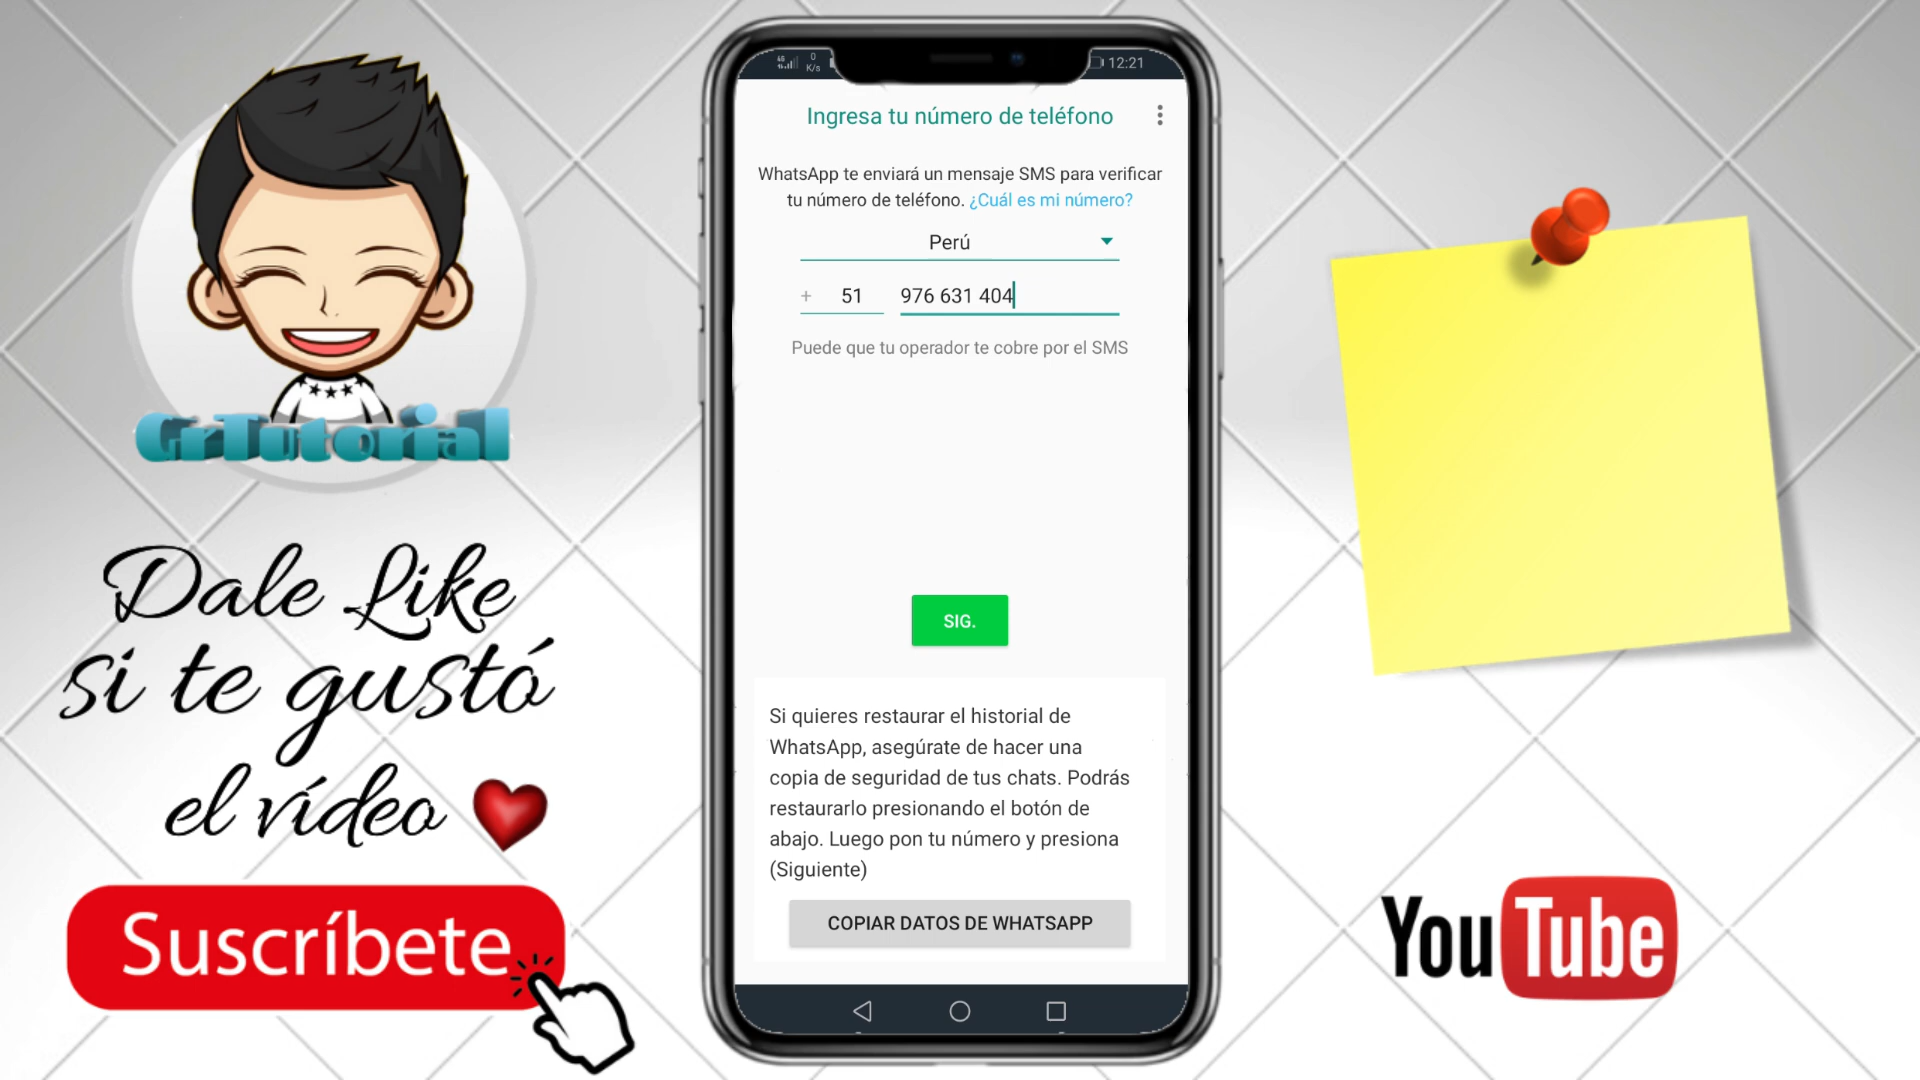 GrTutorial
Dale Like
si te gustó
el vídeo
Suscríbete
4G
0
K/s
12:21
Ingresa tu número de teléfono
WhatsApp te enviará un mensaje SMS para verificar
tu número de teléfono. ¿Cuál es mi número?
Perú
+ 51 976 631 404
Puede que tu operador te cobre por el SMS
SIG.
Si quieres restaurar el historial de
WhatsApp, asegúrate de hacer una
copia de seguridad de tus chats. Podrás
restaurarlo presionando el botón de
abajo. Luego pon tu número y presiona
(Siguiente)
COPIAR DATOS DE WHATSAPP
YouTube